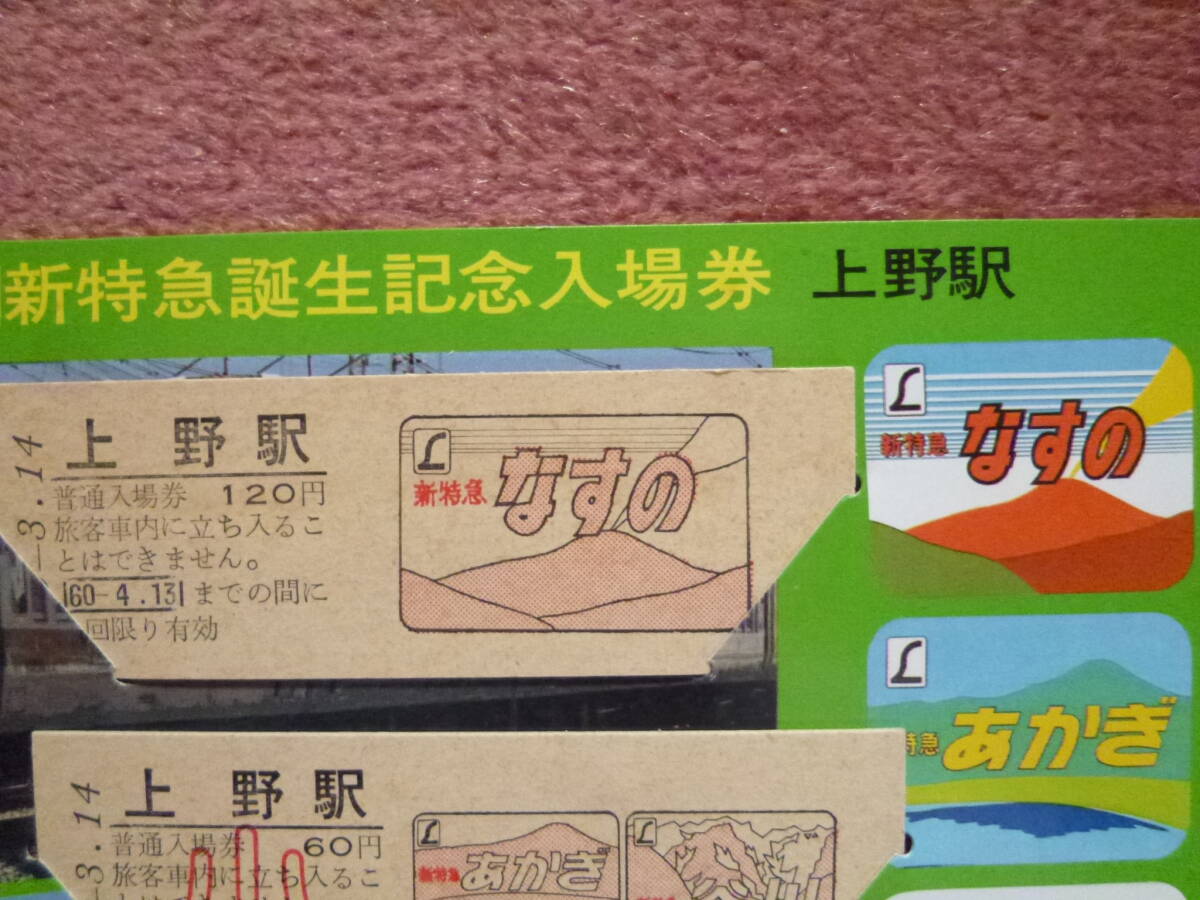 新特急誕生記念入場券 上野駅
3.14
上野駅
普通入場券 120円
旅客車内に立ち入るこ
とはできません。
60-4.13 までの間に
回限り有効
L
新特急 なすの
L
新特急 なすの
L
特急 あかぎ
3.14
上野駅
普通入場券 60円
旅客車内に立ち入るこ
L
新特急 あかぎ
L